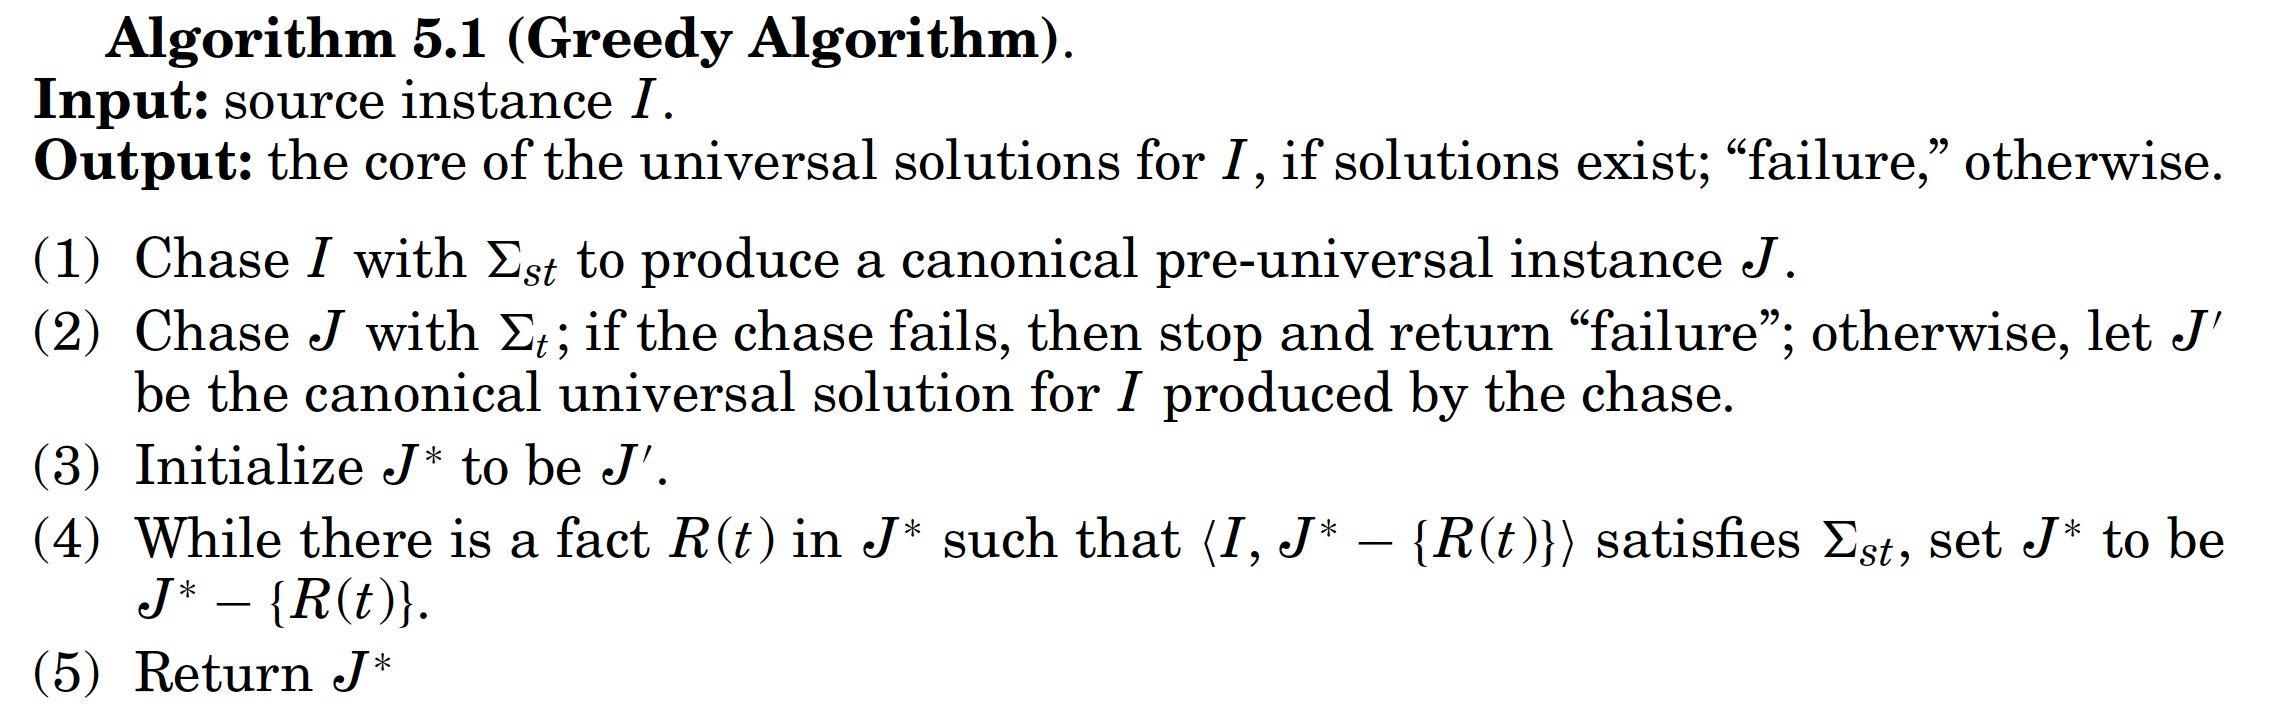 Algorithm 5.1 (Greedy Algorithm).
Input: source instance I.
Output: the core of the universal solutions for I, if solutions exist; “failure,” otherwise.
(1) Chase I with Σst to produce a canonical pre-universal instance J.
(2) Chase J with Σt; if the chase fails, then stop and return “failure”; otherwise, let J′
be the canonical universal solution for I produced by the chase.
(3) Initialize J* to be J′.
(4) While there is a fact R(t) in J* such that ⟨I, J* − {R(t)}⟩ satisfies Σst, set J* to be
J* − {R(t)}.
(5) Return J*